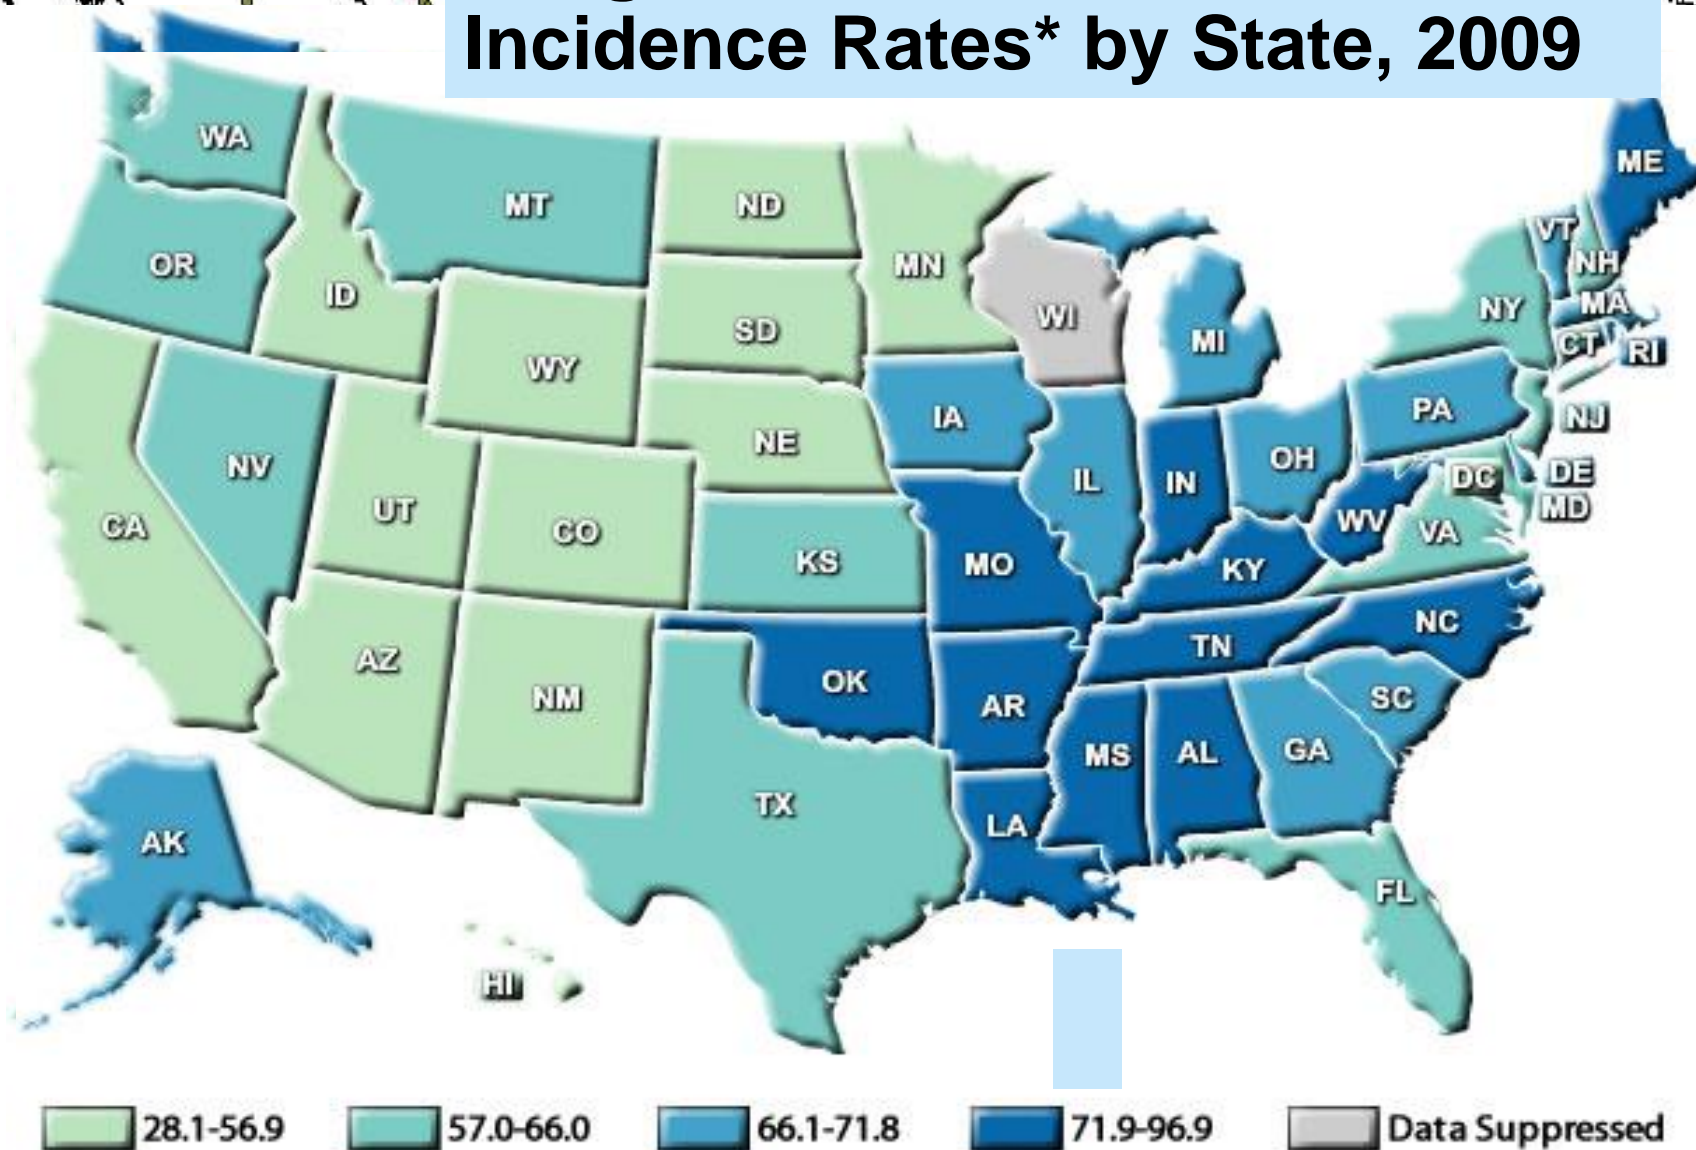 Incidence Rates* by State, 2009
WA
MT
ND
MN
ME
VT
NH
OR
ID
SD
WI
MI
NY
MA
CT
RI
WY
IA
PA
NJ
NV
NE
IL
IN
OH
DC
DE
MD
UT
CO
CA
KS
MO
WV
VA
KY
NC
TN
AZ
NM
OK
AR
SC
MS
AL
GA
TX
LA
AK
FL
HI
28.1-56.9
57.0-66.0
66.1-71.8
71.9-96.9
Data Suppressed